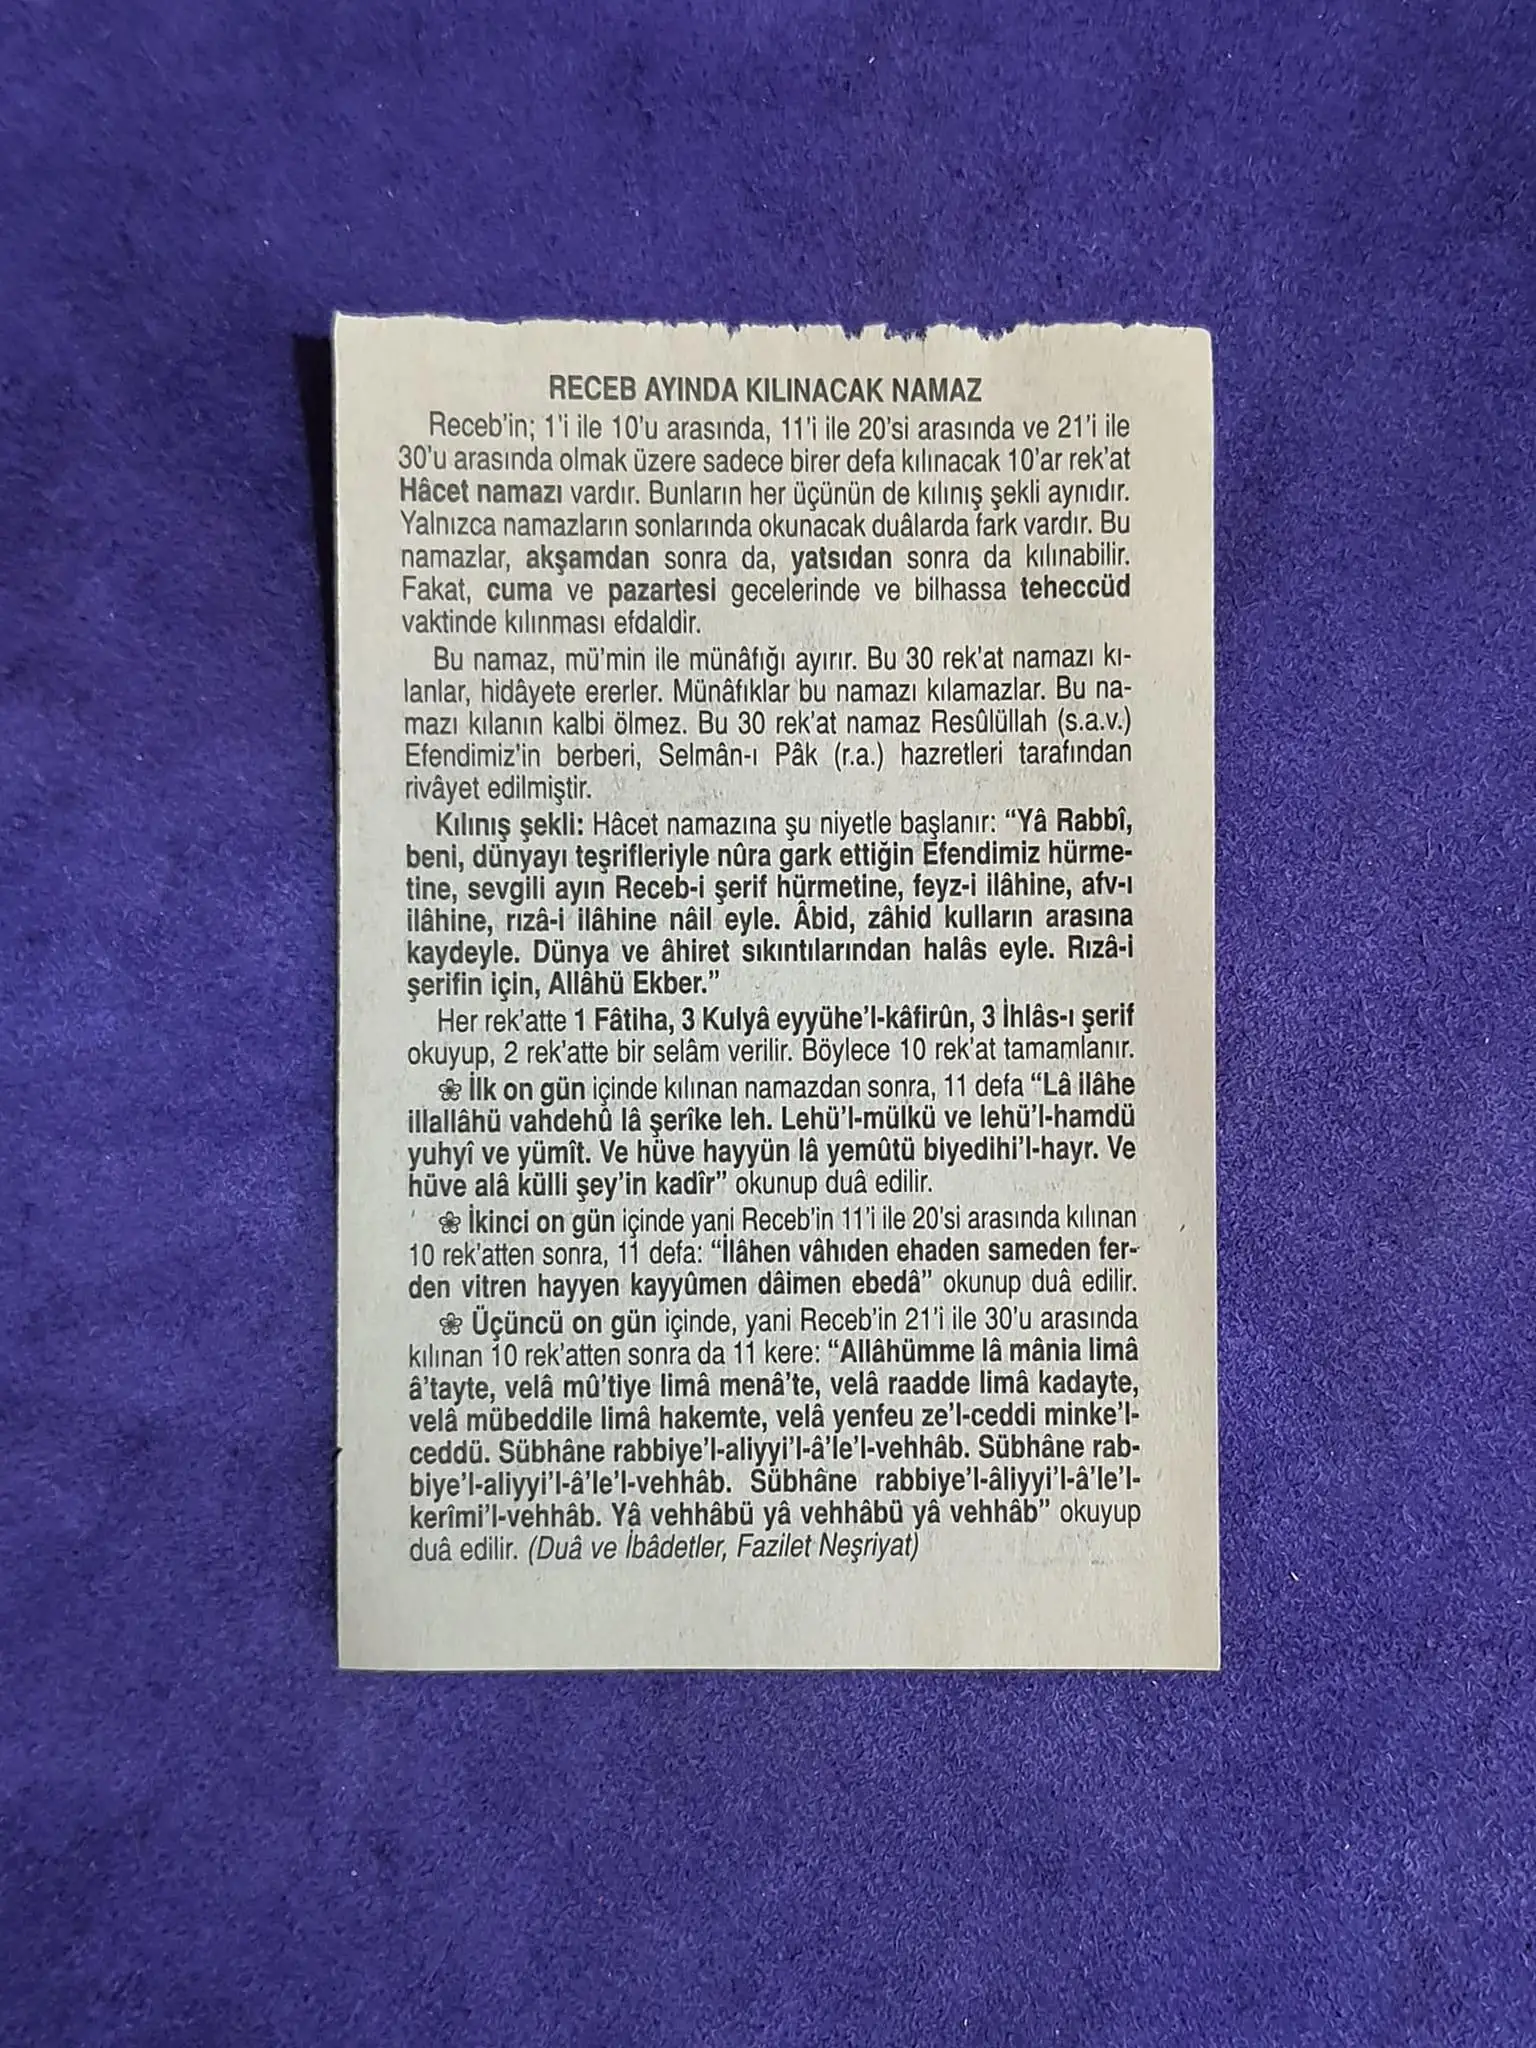 RECEB AYINDA KILINACAK NAMAZ
Receb'in; 1'i ile 10'u arasında, 11'i ile 20'si arasında ve 21'i ile
30'u arasında olmak üzere sadece birer defa kılınacak 10'ar rek'at
Hâcet namazı vardır. Bunların her üçünün de kılınış şekli aynıdır.
Yalnızca namazların sonlarında okunacak duâlarda fark vardır. Bu
namazlar, akşamdan sonra da, yatsıdan sonra da kılınabilir.
Fakat, cuma ve pazartesi gecelerinde ve bilhassa teheccüd
vaktinde kılınması efdaldir.
Bu namaz, mü'min ile münâfığı ayırır. Bu 30 rek'at namazı kı-
lanlar, hidâyete ererler. Münâfıklar bu namazı kılamazlar. Bu na-
mazı kılanın kalbi ölmez. Bu 30 rek'at namaz Resûlüllah (s.a.v.)
Efendimiz'in berberi, Selmân-ı Pâk (r.a.) hazretleri tarafından
rivâyet edilmiştir.
Kılınış şekli: Hâcet namazına şu niyetle başlanır: “Yâ Rabbî,
beni, dünyayı teşrifleriyle nûra gark ettiğin Efendimiz hürme-
tine, sevgili ayın Receb-i şerif hürmetine, feyz-i ilâhine, afv-ı
ilâhine, rızâ-i ilâhine nâil eyle. Âbid, zâhid kulların arasına
kaydeyle. Dünya ve âhiret sıkıntılarından halâs eyle. Rızâ-i
şerifin için, Allâhü Ekber.”
Her rek'atte 1 Fâtiha, 3 Kulyâ eyyühe'l-kâfirûn, 3 İhlâs-ı şerif
okuyup, 2 rek'atte bir selâm verilir. Böylece 10 rek'at tamamlanır.
❀ İlk on gün içinde kılınan namazdan sonra, 11 defa “Lâ ilâhe
illallâhü vahdehû lâ şerîke leh. Lehü'l-mülkü ve lehü'l-hamdü
yuhyî ve yümît. Ve hüve hayyün lâ yemûtü biyedihi'l-hayr. Ve
hüve alâ külli şey'in kadîr” okunup duâ edilir.
❀ İkinci on gün içinde yani Receb'in 11'i ile 20'si arasında kılınan
10 rek'atten sonra, 11 defa: “İlâhen vâhıden ehaden sameden fer-
den vitren hayyen kayyûmen dâimen ebedâ” okunup duâ edilir.
❀ Üçüncü on gün içinde, yani Receb'in 21'i ile 30'u arasında
kılınan 10 rek'atten sonra da 11 kere: “Allâhümme lâ mânia limâ
â'tayte, velâ mû'tiye limâ menâ'te, velâ raadde limâ kadayte,
velâ mübeddile limâ hakemte, velâ yenfeu ze'l-ceddi minke'l-
ceddü. Sübhâne rabbiye'l-aliyyi'l-â'le'l-vehhâb. Sübhâne rab-
biye'l-aliyyi'l-â'le'l-vehhâb. Sübhâne rabbiye'l-âliyyi'l-â'le'l-
kerîmi'l-vehhâb. Yâ vehhâbü yâ vehhâbü yâ vehhâb” okuyup
duâ edilir. (Duâ ve İbâdetler, Fazilet Neşriyat)